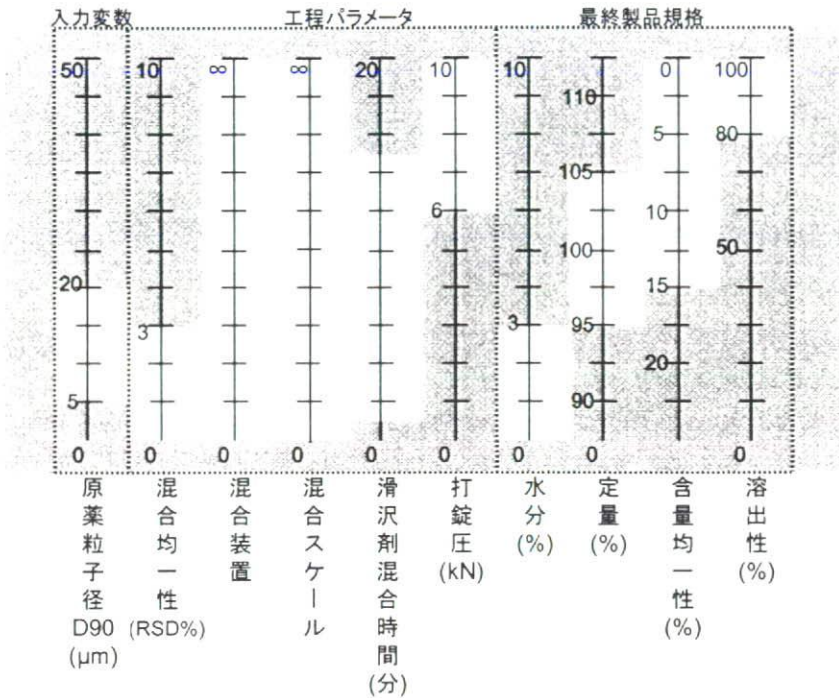 入力変数 工程パラメータ 最終製品規格
50 10 ∞ ∞ 20 10 10 110 0 100
5 80
105
6 10
100 50
20 15
3 3 95
20
5 90
0 0 0 0 0 0 0 0 0
原薬粒子径 D90 (μm)
混合均一性 (RSD%)
混合装置
混合スケール
滑沢剤混合時間 (分)
打錠圧 (kN)
水分 (%)
定量 (%)
含量均一性 (%)
溶出性 (%)